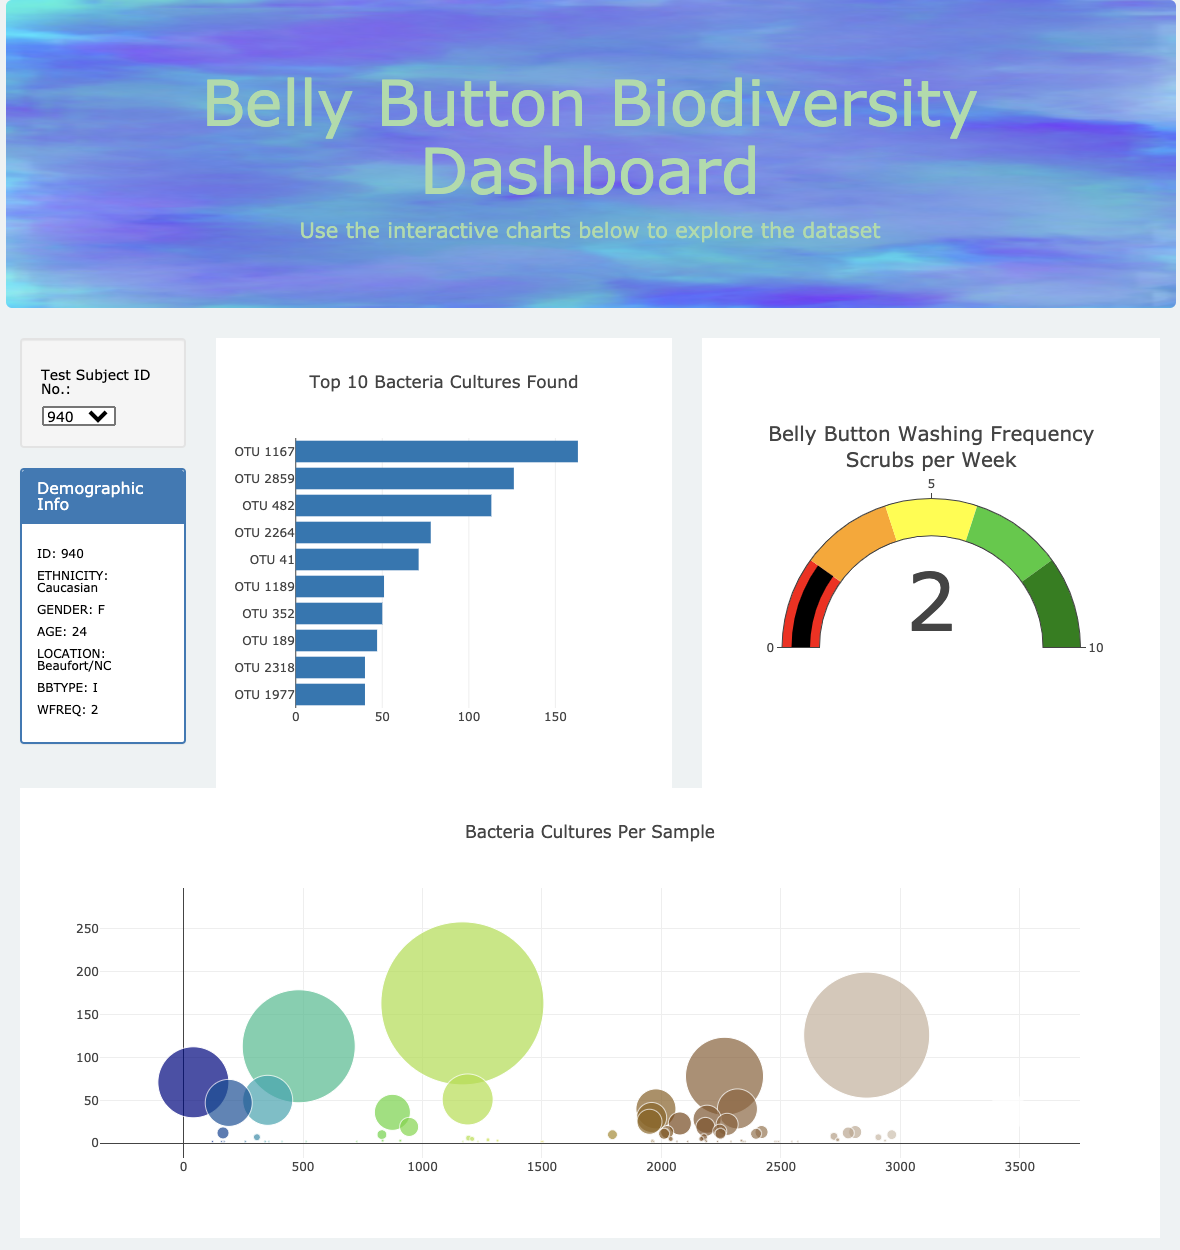 Belly Button Biodiversity
Dashboard
Use the interactive charts below to explore the dataset
Test Subject ID
No.:
940
Demographic
Info
ID: 940
ETHNICITY:
Caucasian
GENDER: F
AGE: 24
LOCATION:
Beaufort/NC
BBTYPE: I
WFREQ: 2
Top 10 Bacteria Cultures Found
OTU 1167
OTU 2859
OTU 482
OTU 2264
OTU 41
OTU 1189
OTU 352
OTU 189
OTU 2318
OTU 1977
0 50 100 150
Belly Button Washing Frequency
Scrubs per Week
5
2
0 10
Bacteria Cultures Per Sample
250
200
150
100
50
0
0 500 1000 1500 2000 2500 3000 3500